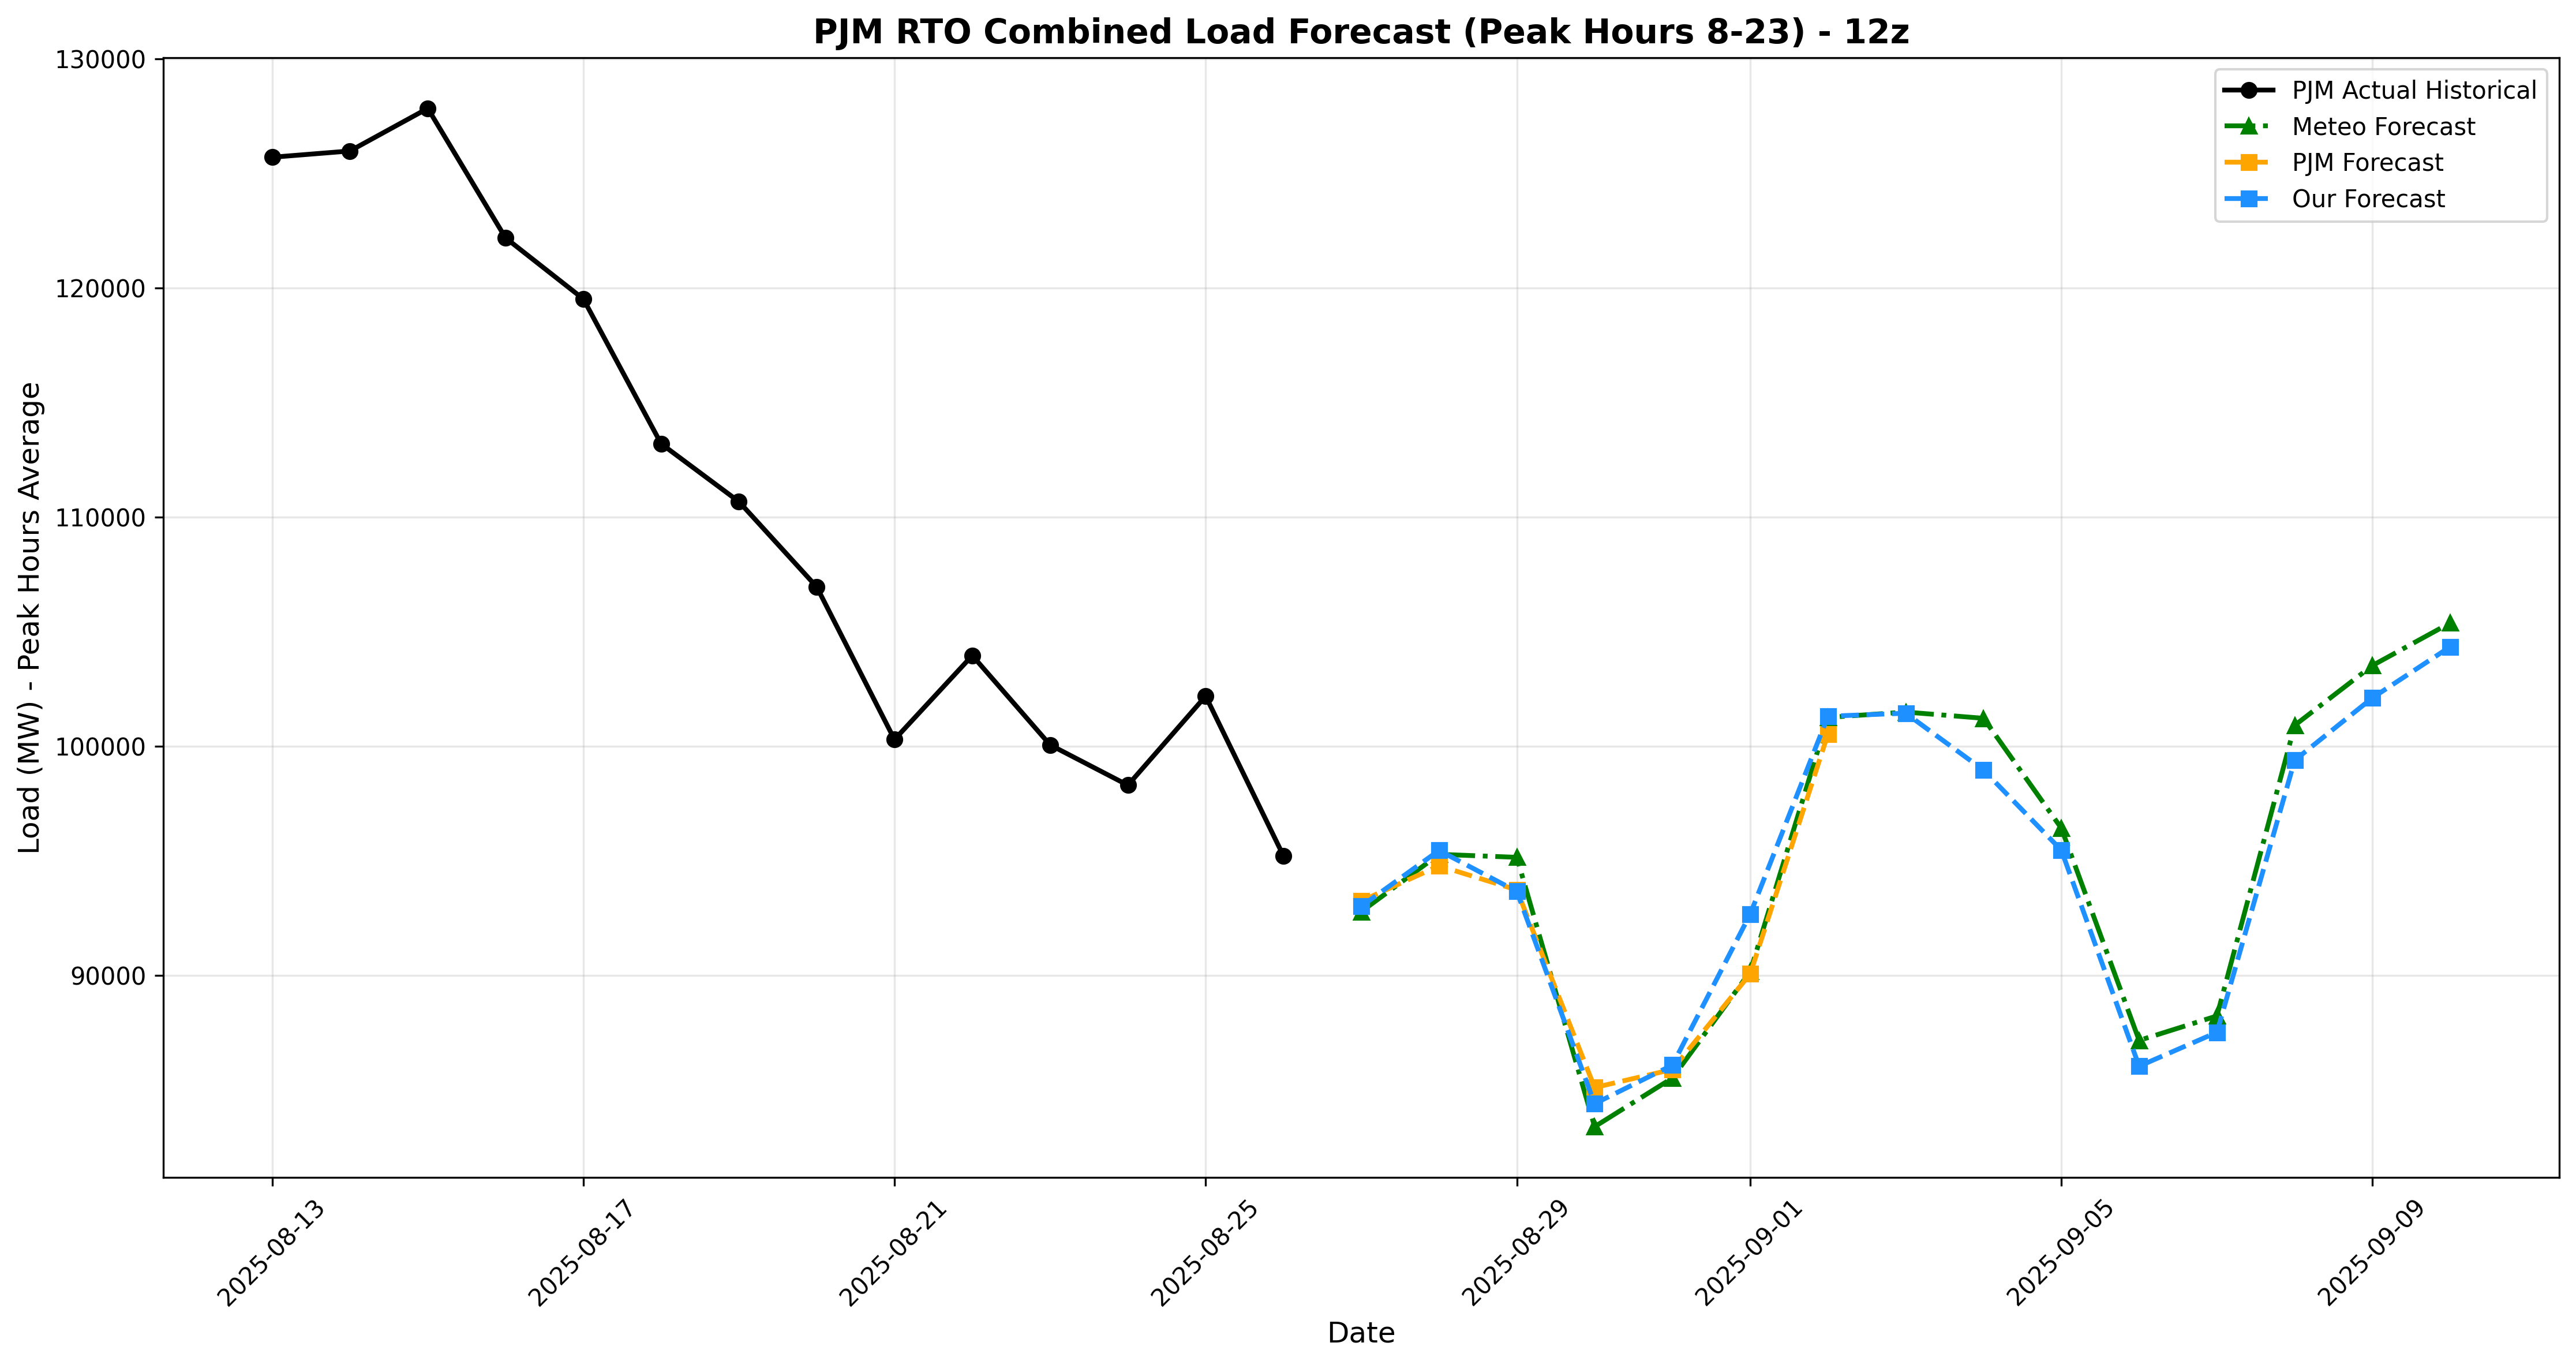 PJM RTO Combined Load Forecast (Peak Hours 8-23) - 12z
PJM Actual Historical
Meteo Forecast
PJM Forecast
Our Forecast
Load (MW) - Peak Hours Average
130000
120000
110000
100000
90000
2025-08-13
2025-08-17
2025-08-21
2025-08-25
2025-08-29
2025-09-01
2025-09-05
2025-09-09
Date